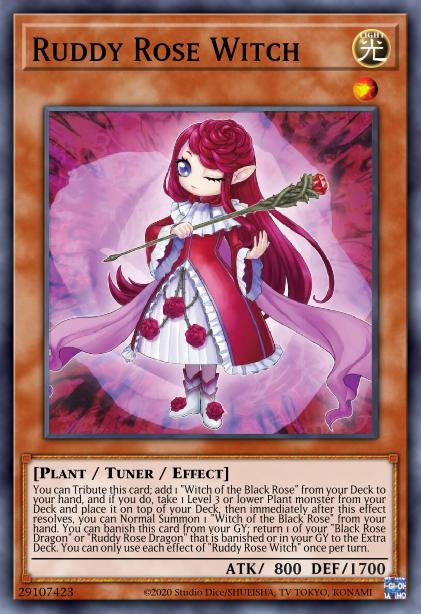 RUDDY ROSE WITCH
LIGHT
光
[PLANT / TUNER / EFFECT]
You can Tribute this card; add 1 "Witch of the Black Rose" from your Deck to
your hand, and if you do, take 1 Level 3 or lower Plant monster from your
Deck and place it on top of your Deck, then immediately after this effect
resolves, you can Normal Summon 1 "Witch of the Black Rose" from your
hand. You can banish this card from your GY; return 1 of your "Black Rose
Dragon" or "Ruddy Rose Dragon" that is banished or in your GY to the Extra
Deck. You can only use each effect of "Ruddy Rose Witch" once per turn.
ATK/ 800 DEF/1700
29107423
©2020 Studio Dice/SHUEISHA, TV TOKYO, KONAMI